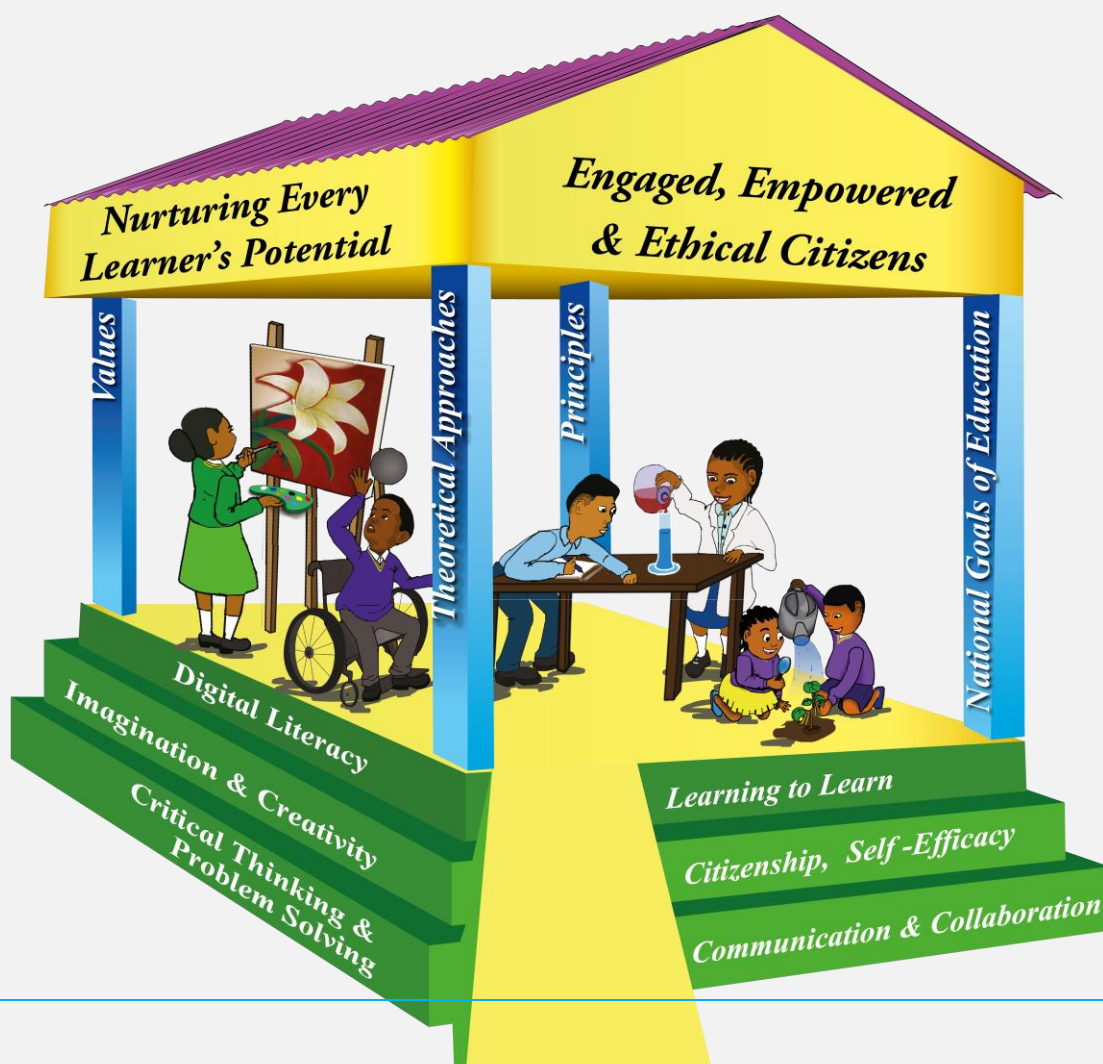 Nurturing Every
Learner's Potential
Engaged, Empowered
& Ethical Citizens
Values
Theoretical Approaches
Principles
National Goals of Education
Digital Literacy
Imagination & Creativity
Critical Thinking &
Problem Solving
Learning to Learn
Citizenship, Self-Efficacy
Communication & Collaboration